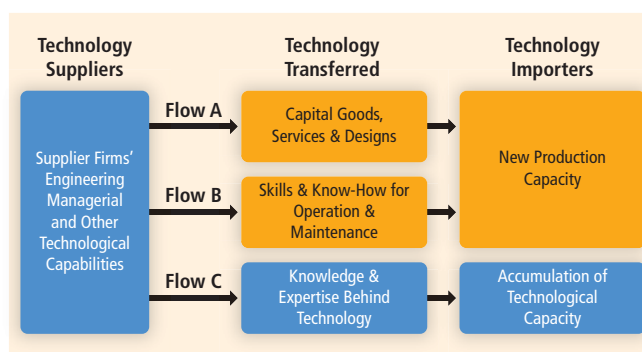 Technology
Suppliers
Technology
Transferred
Technology
Importers
Supplier Firms’
Engineering
Managerial
and Other
Technological
Capabilities
Flow A
Capital Goods,
Services & Designs
Flow B
Skills & Know-How for
Operation &
Maintenance
New Production
Capacity
Flow C
Knowledge &
Expertise Behind
Technology
Accumulation of
Technological
Capacity